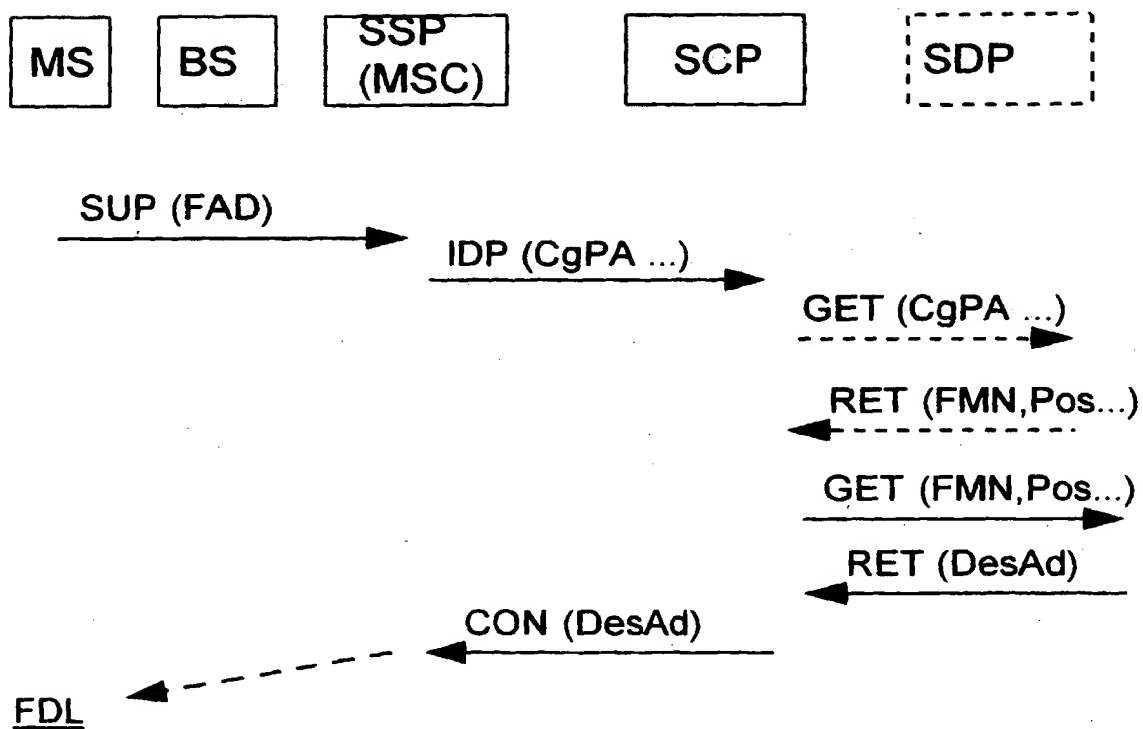 MS
BS
SSP
(MSC)
SCP
SDP
SUP (FAD)
IDP (CgPA ...)
GET (CgPA ...)
RET (FMN,Pos...)
GET (FMN,Pos...)
RET (DesAd)
CON (DesAd)
FDL